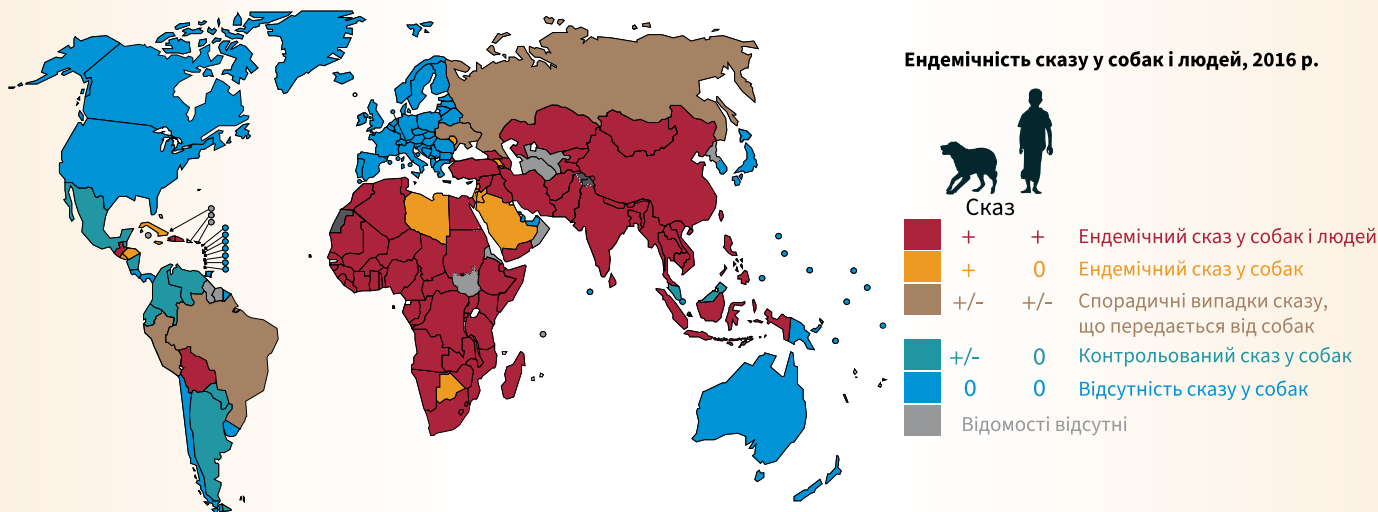 Ендемічність сказу у собак і людей, 2016 р.
Сказ
+ + Ендемічний сказ у собак і людей
+ 0 Ендемічний сказ у собак
+/- +/- Спорадичні випадки сказу,
що передається від собак
+/- 0 Контрольований сказ у собак
0 0 Відсутність сказу у собак
Відомості відсутні